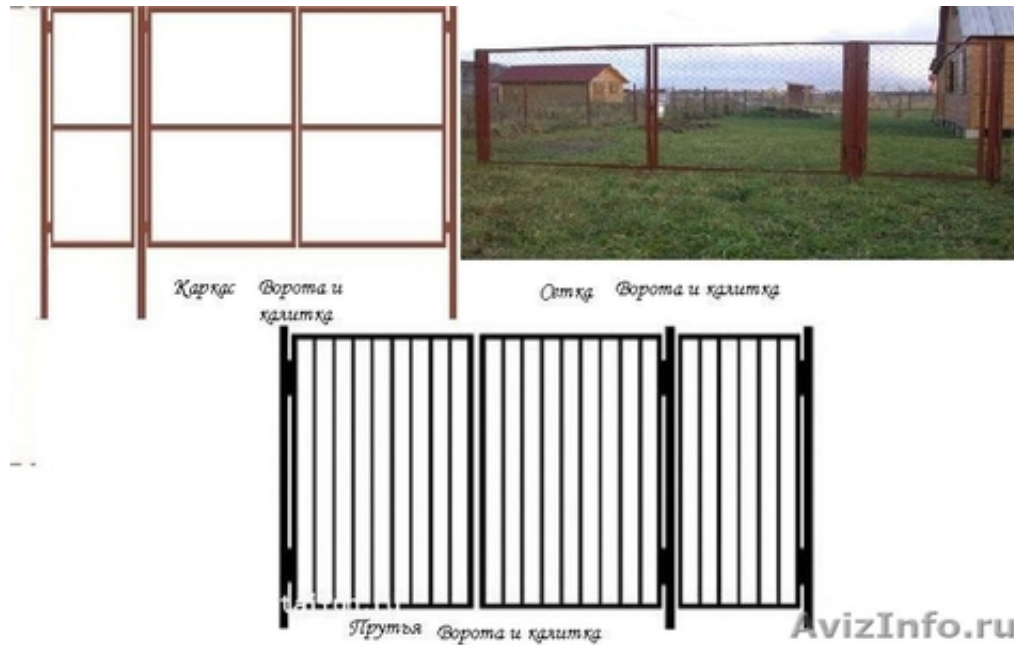 Каркас Ворота и
калитка
Сетка Ворота и калитка
Прутья Ворота и калитка
AvizInfo.ru